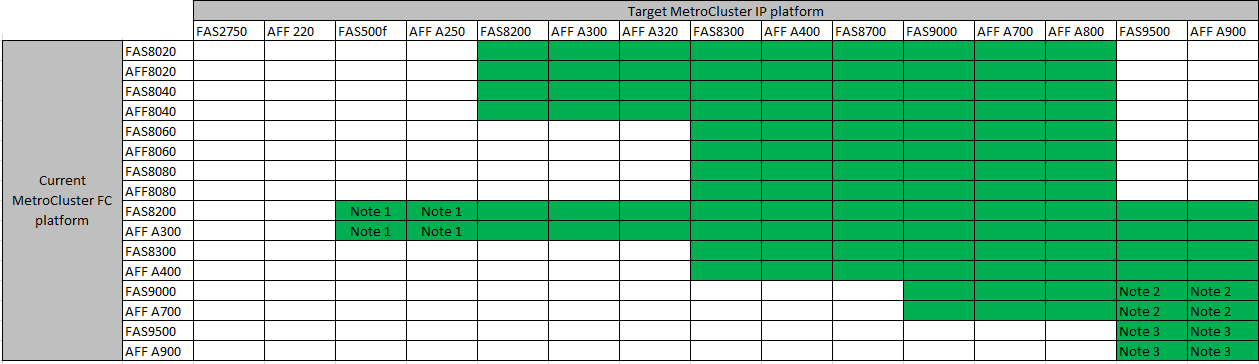 Target MetroCluster IP platform
FAS2750 AFF 220 FAS500f AFF A250 FAS8200 AFF A300 AFF A320 FAS8300 AFF A400 FAS8700 FAS9000 AFF A700 AFF A800 FAS9500 AFF A900
Current
MetroCluster FC
platform
FAS8020
AFF8020
FAS8040
AFF8040
FAS8060
AFF8060
FAS8080
AFF8080
FAS8200 Note 1 Note 1
AFF A300 Note 1 Note 1
FAS8300
AFF A400
FAS9000 Note 2 Note 2
AFF A700 Note 2 Note 2
FAS9500 Note 3 Note 3
AFF A900 Note 3 Note 3